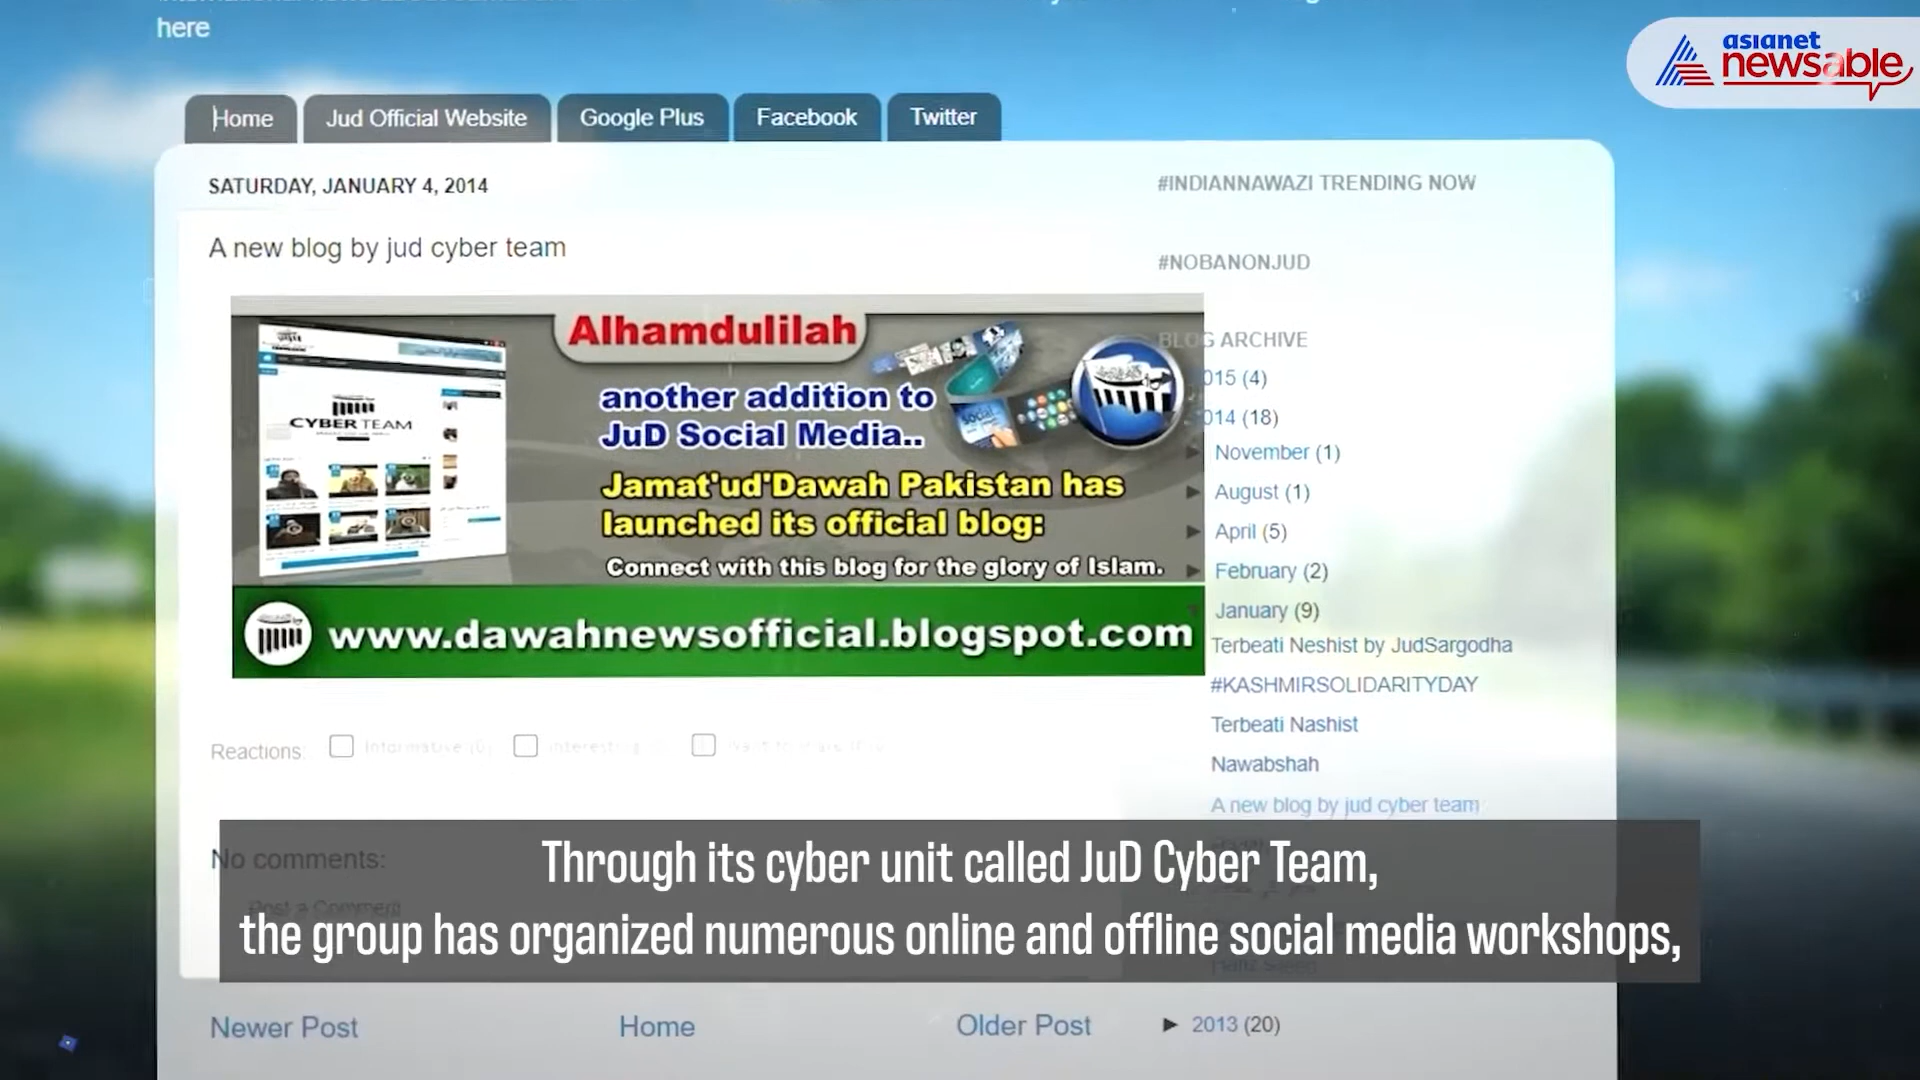 here
asianet
newsable
Home
Jud Official Website
Google Plus
Facebook
Twitter
SATURDAY, JANUARY 4, 2014
A new blog by jud cyber team
Alhamdulilah
another addition to
JuD Social Media..
Jamat'ud'Dawah Pakistan has
launched its official blog:
Connect with this blog for the glory of Islam.
www.dawahnewsofficial.blogspot.com
CYBER TEAM
Reactions:
No comments:
Post a Comment
Newer Post
Home
Older Post
#INDIANNAWAZI TRENDING NOW
#NOBANONJUD
BLOG ARCHIVE
015 (4)
014 (18)
► November (1)
► August (1)
► April (5)
► February (2)
January (9)
Terbeati Neshist by JudSargodha
#KASHMIRSOLIDARITYDAY
Terbeati Nashist
Nawabshah
A new blog by jud cyber team
► 2013 (20)
Through its cyber unit called JuD Cyber Team,
the group has organized numerous online and offline social media workshops,